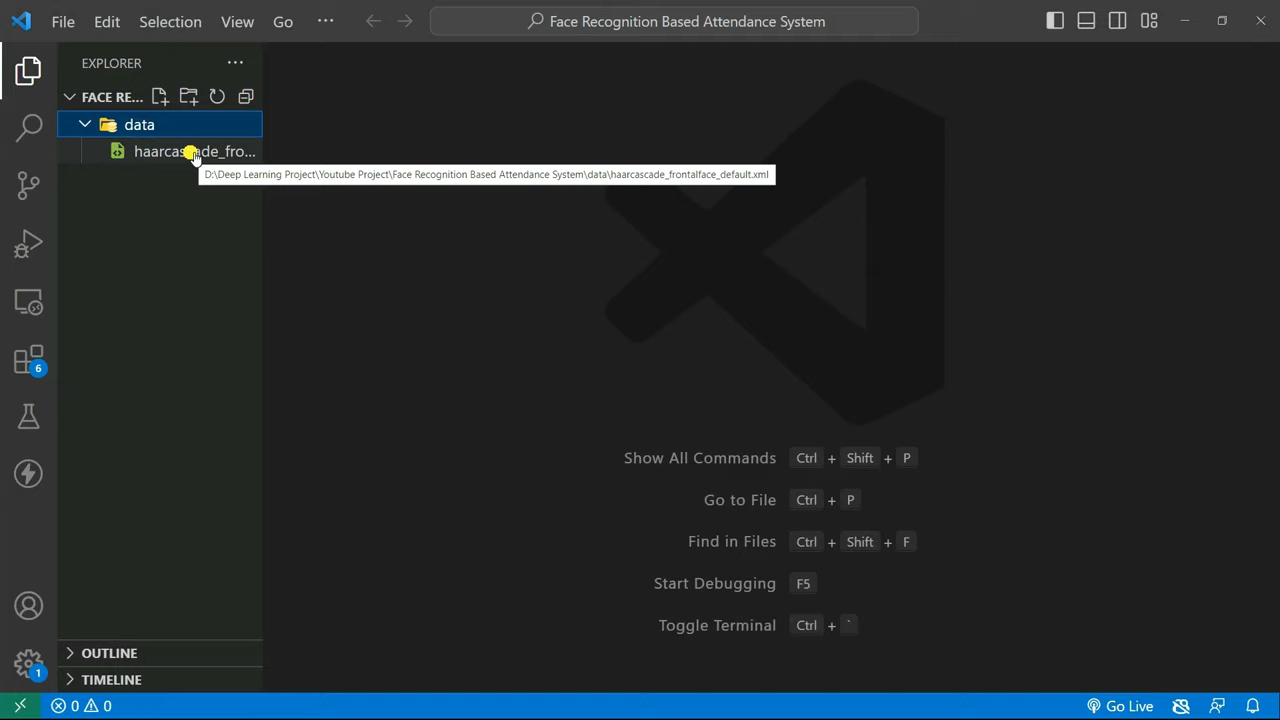 File Edit Selection View Go ··· Face Recognition Based Attendance System
EXPLORER ···
FACE RE...
data
haarcascade_fro...
D:\Deep Learning Project\Youtube Project\Face Recognition Based Attendance System\data\haarcascade_frontalface_default.xml
6
Show All Commands Ctrl + Shift + P
Go to File Ctrl + P
Find in Files Ctrl + Shift + F
Start Debugging F5
Toggle Terminal Ctrl + `
OUTLINE
1
TIMELINE
0 0 Go Live